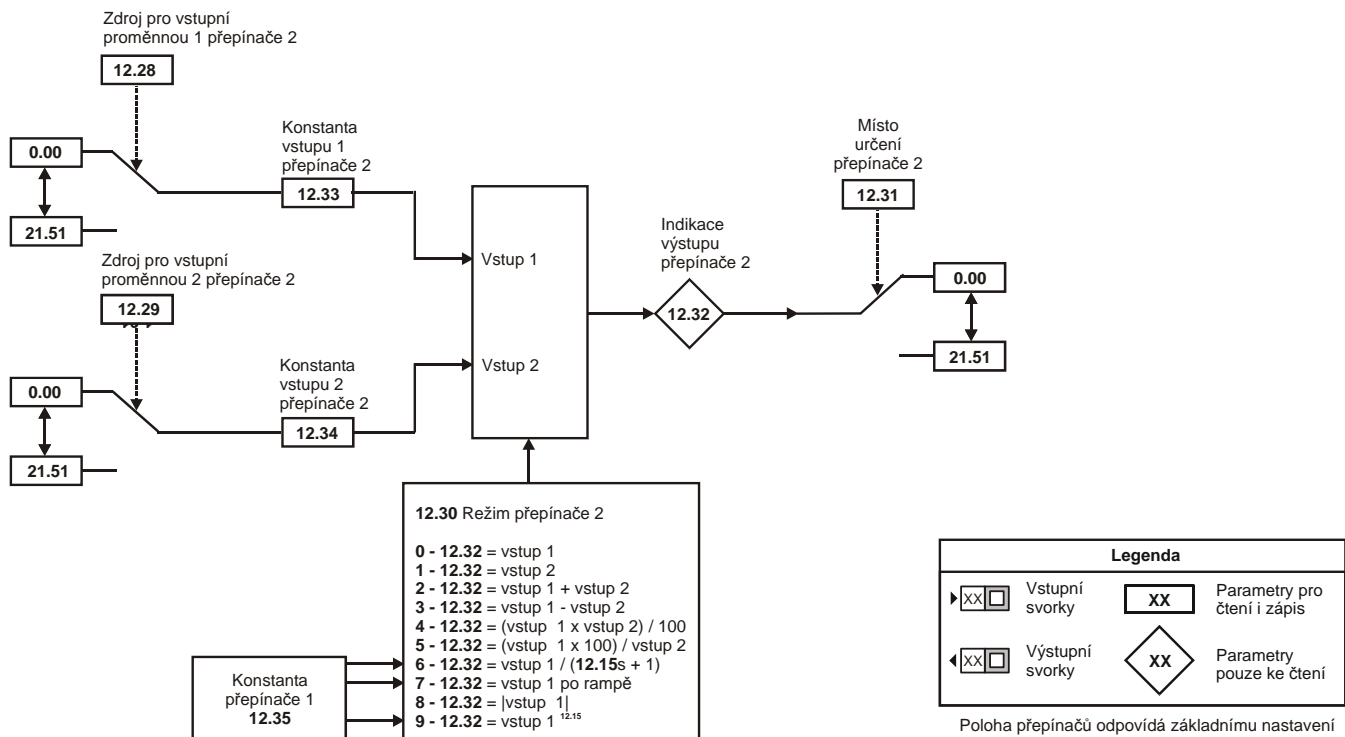 Zdroj pro vstupní
proměnnou 1 přepínače 2
12.28
0.00
21.51
Konstanta
vstupu 1
přepínače 2
12.33
Zdroj pro vstupní
proměnnou 2 přepínače 2
12.29
0.00
21.51
Konstanta
vstupu 2
přepínače 2
12.34
Vstup 1
Vstup 2
Indikace
výstupu
přepínače 2
12.32
Místo
určení
přepínače 2
12.31
0.00
21.51
12.30 Režim přepínače 2
0 - 12.32 = vstup 1
1 - 12.32 = vstup 2
2 - 12.32 = vstup 1 + vstup 2
3 - 12.32 = vstup 1 - vstup 2
4 - 12.32 = (vstup 1 x vstup 2) / 100
5 - 12.32 = (vstup 1 x 100) / vstup 2
6 - 12.32 = vstup 1 / (12.15s + 1)
7 - 12.32 = vstup 1 po rampě
8 - 12.32 = |vstup 1|
9 - 12.32 = vstup 1 12.15
Konstanta
přepínače 1
12.35
Legenda
XX
Vstupní
svorky
XX
Parametry pro
čtení i zápis
XX
Výstupní
svorky
XX
Parametry
pouze ke čtení
Poloha přepínačů odpovídá základnímu nastavení